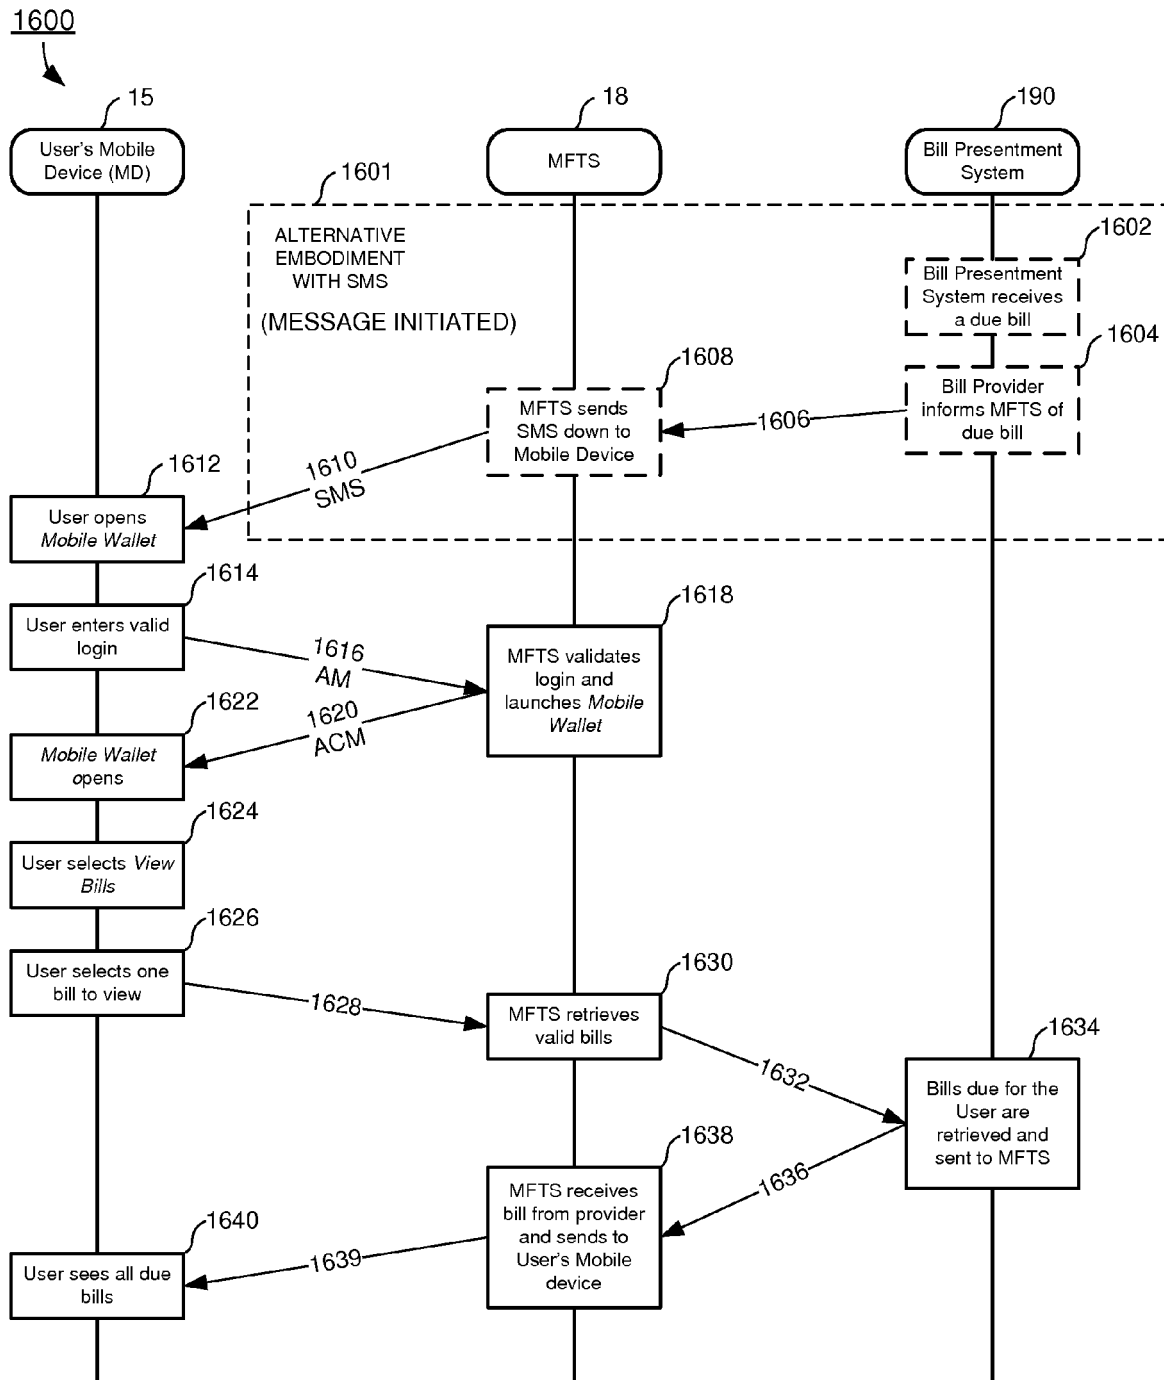 1600
15
18
190
User's Mobile
Device (MD)
MFTS
Bill Presentment
System
1601
ALTERNATIVE
EMBODIMENT
WITH SMS
(MESSAGE INITIATED)
1602
Bill Presentment
System receives
a due bill
1604
Bill Provider
informs MFTS of
due bill
1606
1608
MFTS sends
SMS down to
Mobile Device
1610
SMS
1612
User opens
Mobile Wallet
1614
User enters valid
login
1616
AM
1618
MFTS validates
login and
launches Mobile
Wallet
1620
ACM
1622
Mobile Wallet
opens
1624
User selects View
Bills
1626
User selects one
bill to view
1628
1630
MFTS retrieves
valid bills
1632
1634
Bills due for the
User are
retrieved and
sent to MFTS
1636
1638
MFTS receives
bill from provider
and sends to
User's Mobile
device
1639
1640
User sees all due
bills